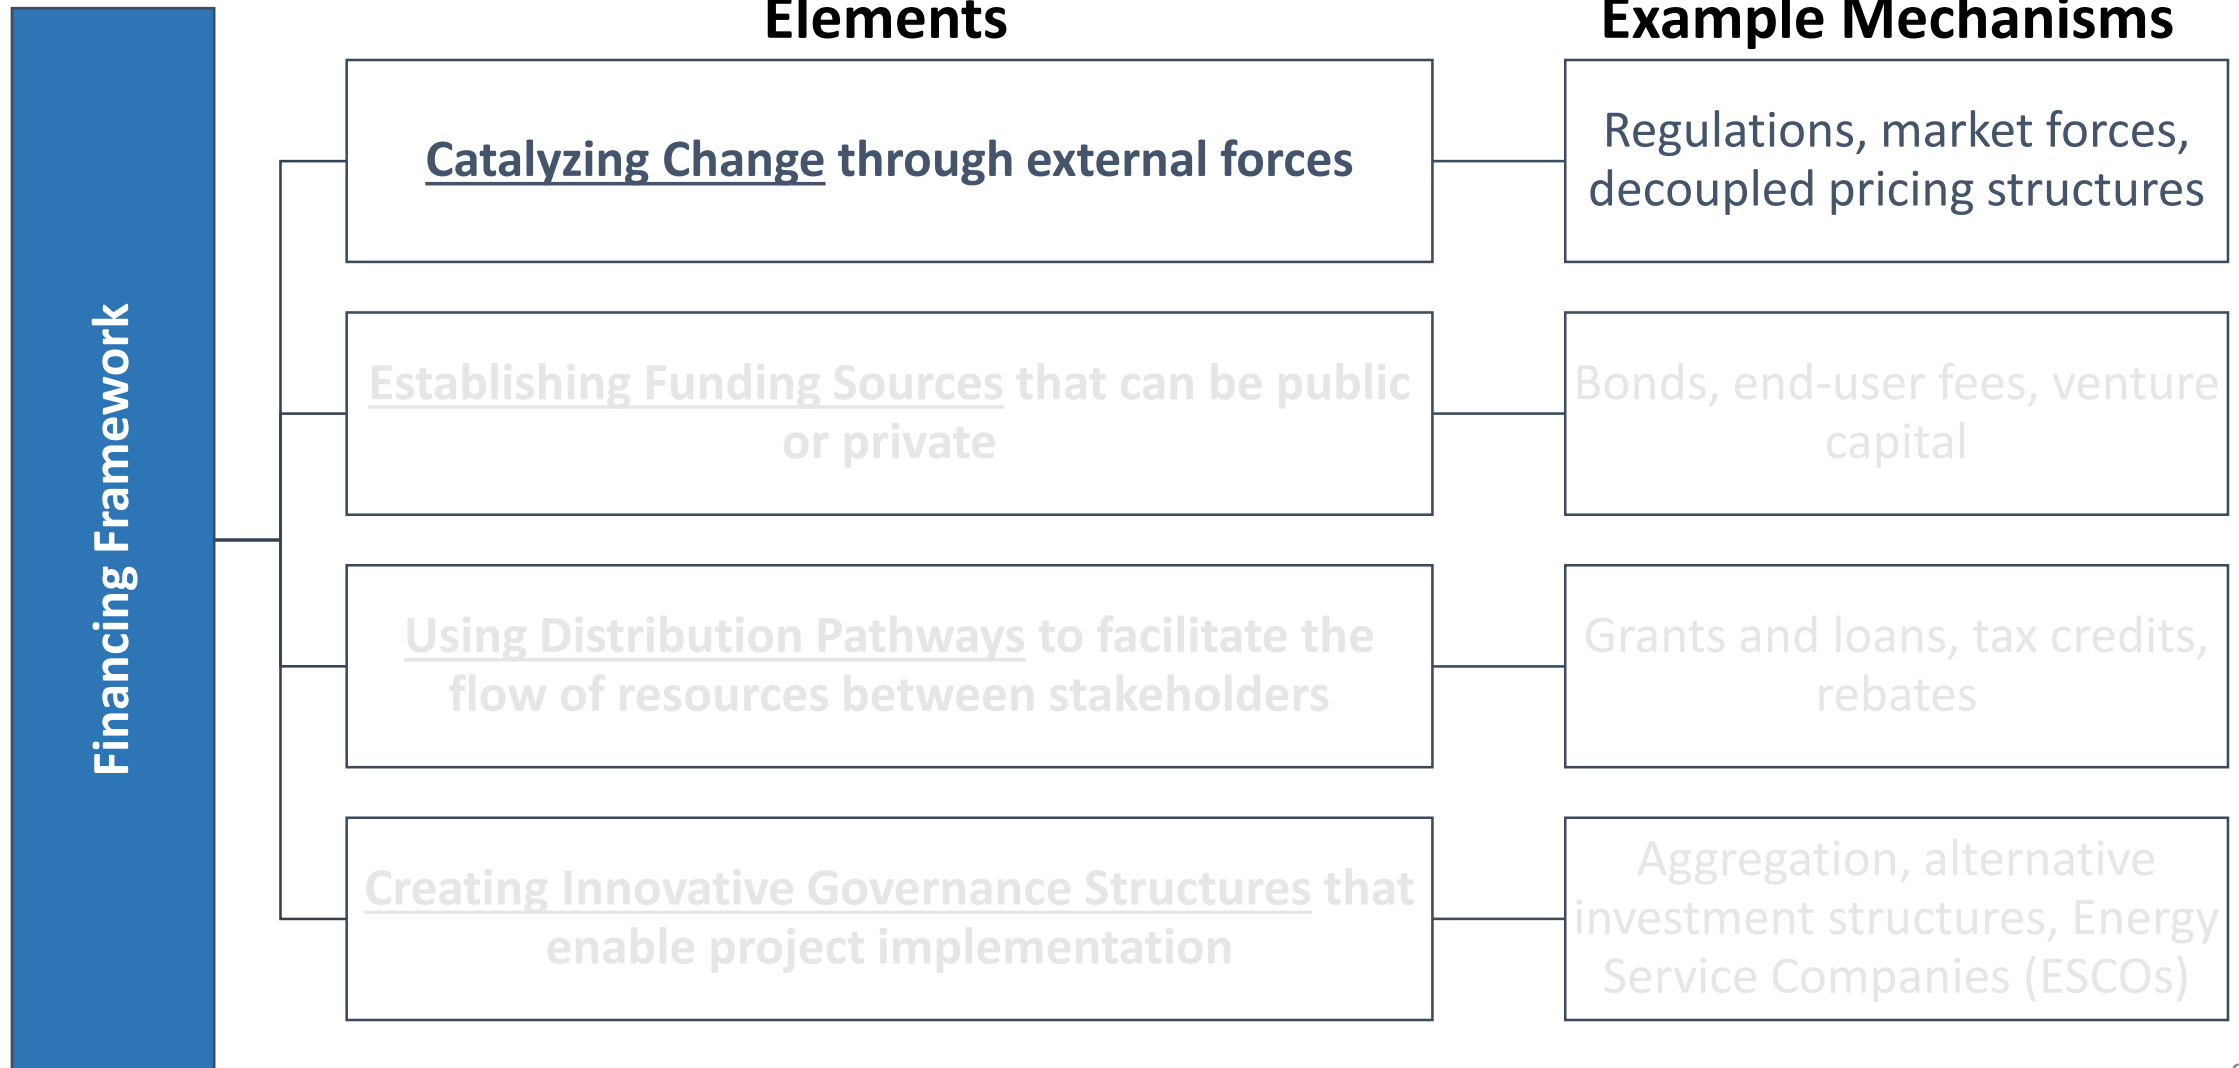 Elements
Example Mechanisms
Financing Framework
Catalyzing Change through external forces
Regulations, market forces,
decoupled pricing structures
Establishing Funding Sources that can be public
or private
Bonds, end-user fees, venture
capital
Using Distribution Pathways to facilitate the
flow of resources between stakeholders
Grants and loans, tax credits,
rebates
Creating Innovative Governance Structures that
enable project implementation
Aggregation, alternative
investment structures, Energy
Service Companies (ESCOs)